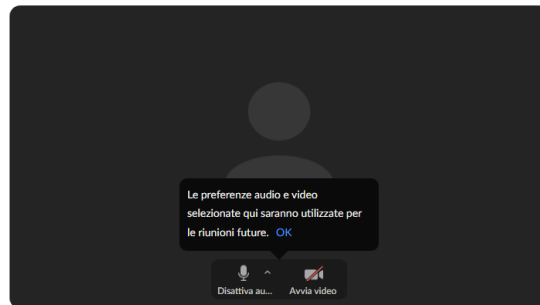 Le preferenze audio e video
selezionate qui saranno utilizzate per
le riunioni future. OK
Disattiva au... Avvia video